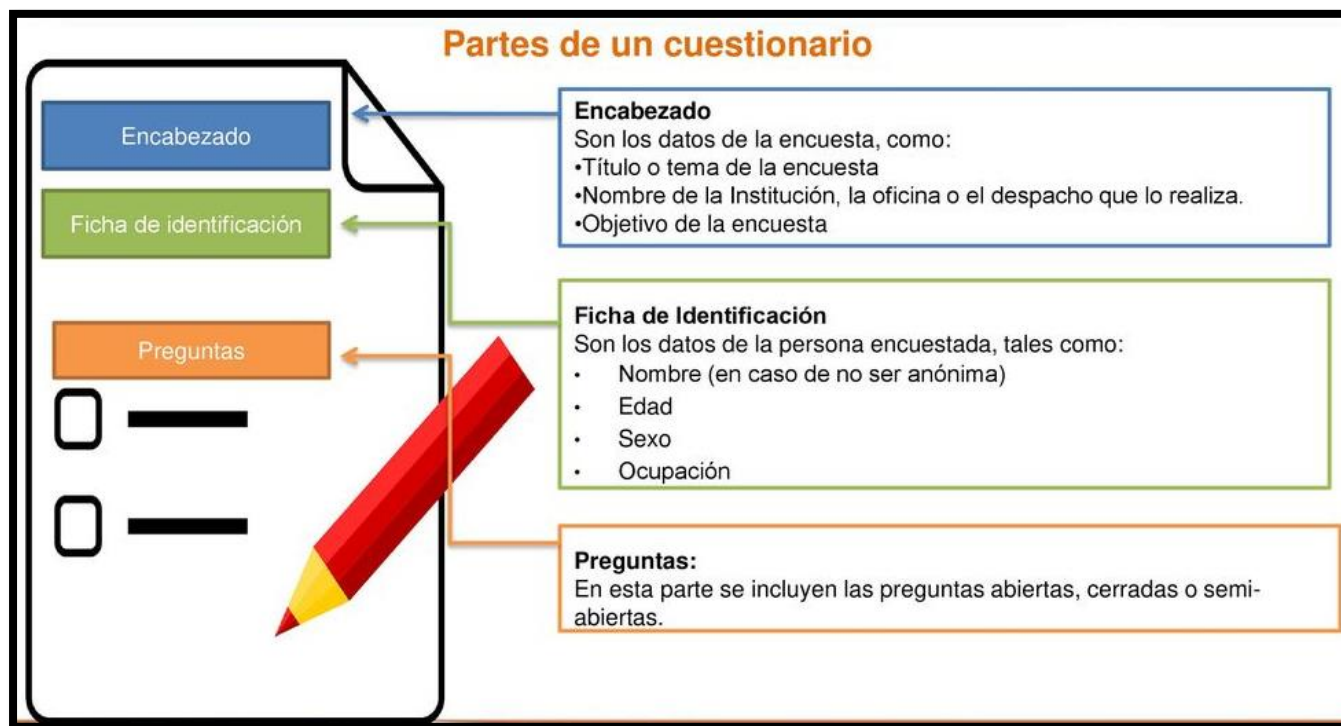 Partes de un cuestionario
Encabezado
Ficha de identificación
Preguntas
Encabezado
Son los datos de la encuesta, como:
•Título o tema de la encuesta
•Nombre de la Institución, la oficina o el despacho que lo realiza.
•Objetivo de la encuesta
Ficha de Identificación
Son los datos de la persona encuestada, tales como:
• Nombre (en caso de no ser anónima)
• Edad
• Sexo
• Ocupación
Preguntas:
En esta parte se incluyen las preguntas abiertas, cerradas o semi-
abiertas.